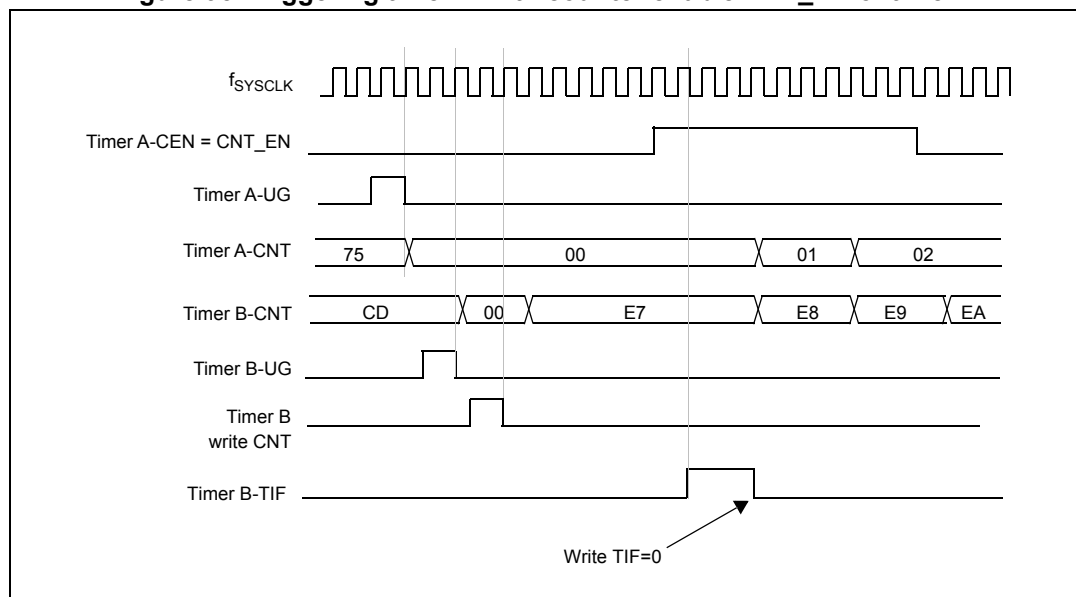 fSYSCLK
Timer A-CEN = CNT_EN
Timer A-UG
Timer A-CNT 75 00 01 02
Timer B-CNT CD 00 E7 E8 E9 EA
Timer B-UG
Timer B
write CNT
Timer B-TIF
Write TIF=0